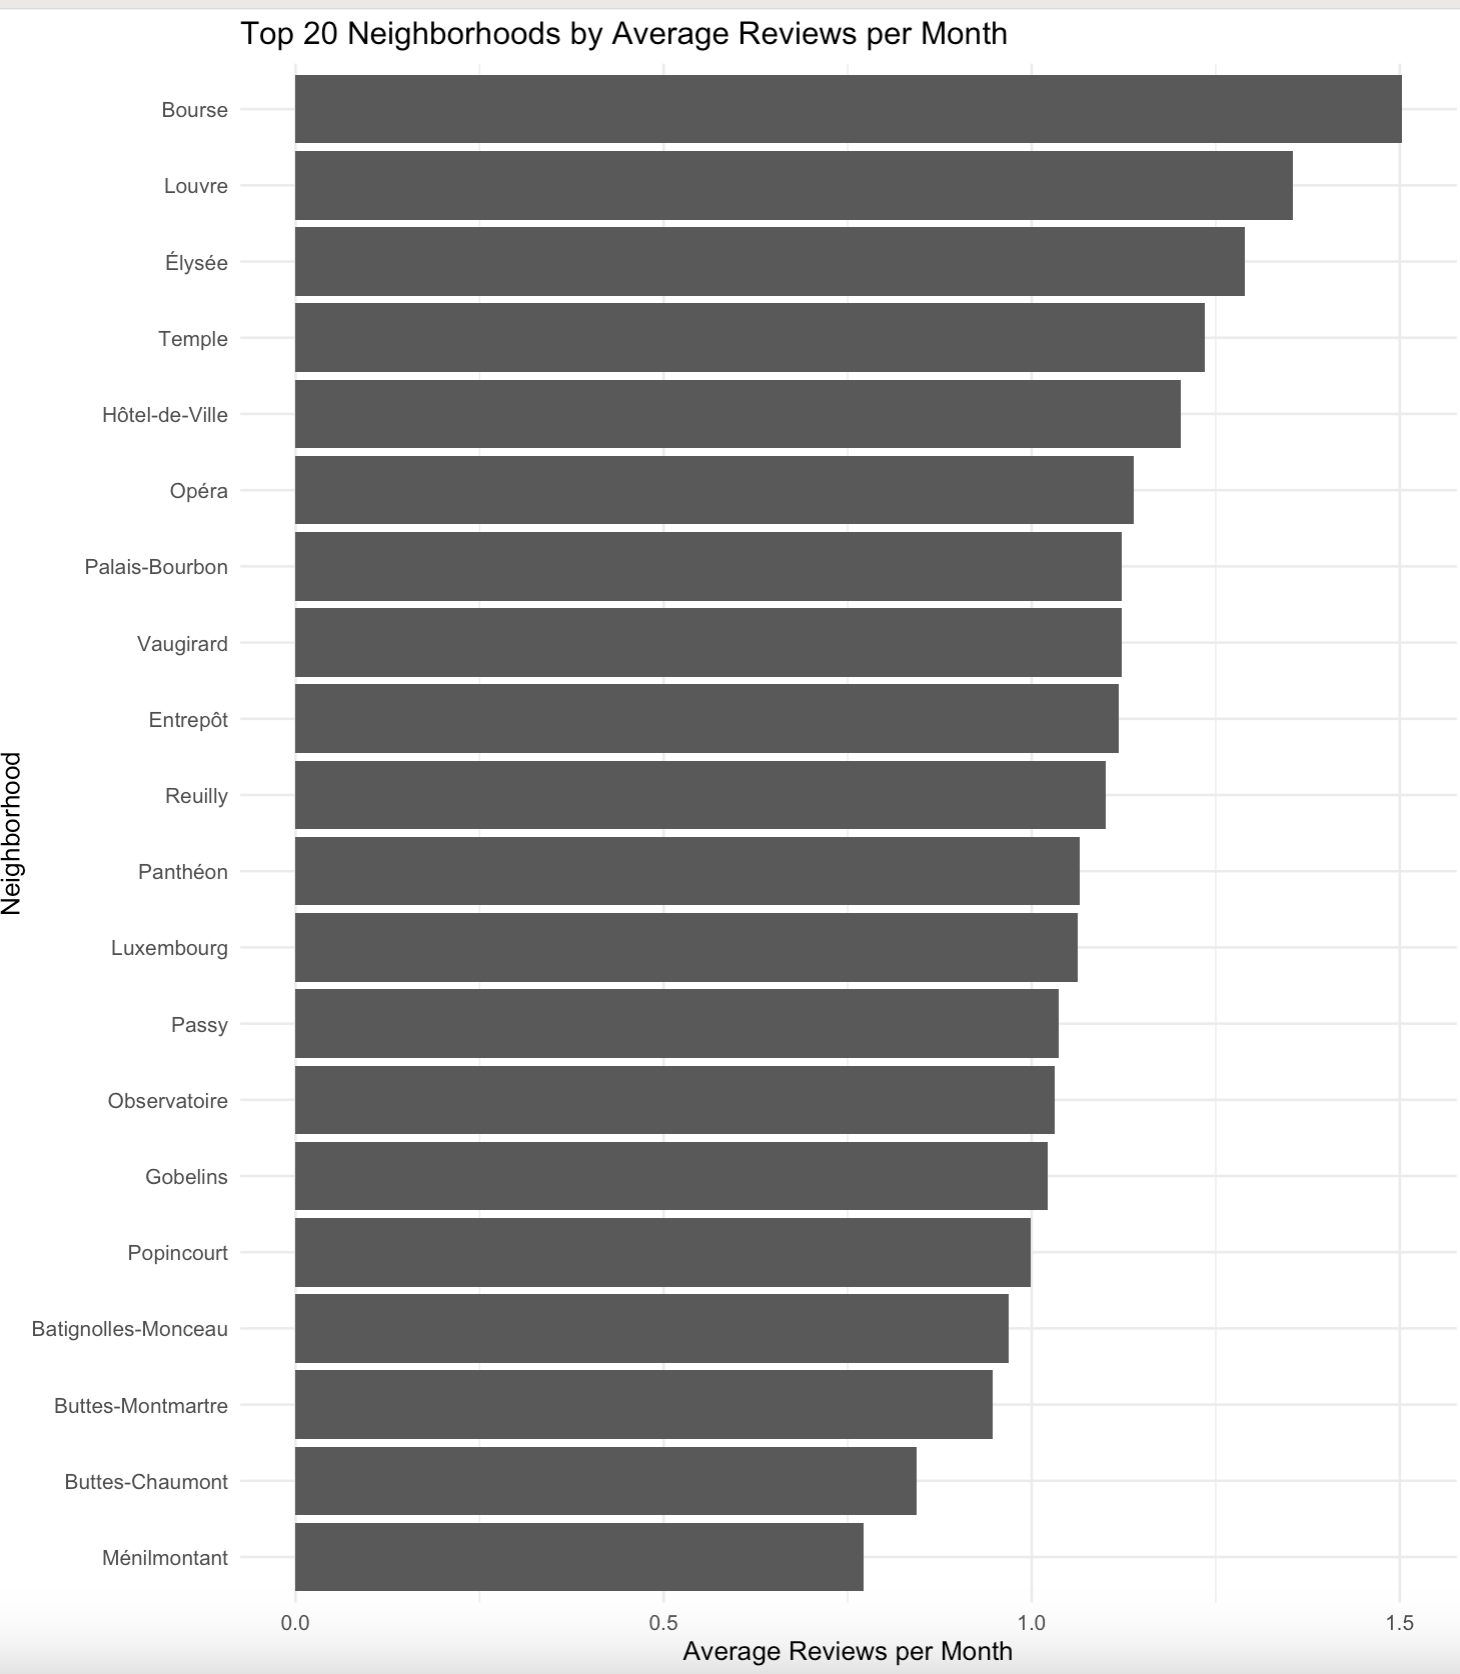 Top 20 Neighborhoods by Average Reviews per Month
Neighborhood
Bourse
Louvre
Élysée
Temple
Hôtel-de-Ville
Opéra
Palais-Bourbon
Vaugirard
Entrepôt
Reuilly
Panthéon
Luxembourg
Passy
Observatoire
Gobelins
Popincourt
Batignolles-Monceau
Buttes-Montmartre
Buttes-Chaumont
Ménilmontant
0.0 0.5 1.0 1.5
Average Reviews per Month